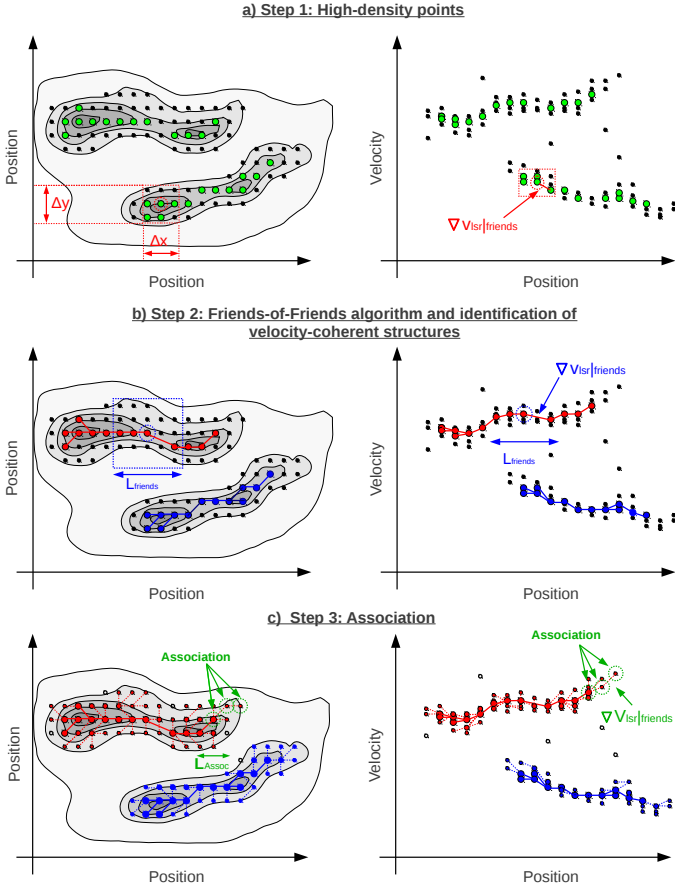 a) Step 1: High-density points
Position
Δy
Δx
Position
Velocity
∇ Vlsr|friends
Position
b) Step 2: Friends-of-Friends algorithm and identification of
velocity-coherent structures
Position
Lfriends
Position
Velocity
∇ Vlsr|friends
Lfriends
Position
c) Step 3: Association
Position
Association
LAssoc
Position
Velocity
Association
∇ Vlsr|friends
Position